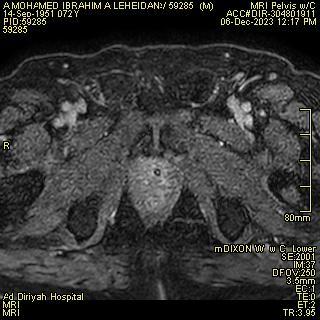 A MOHAMED IBRAHIM A LEHEIDAN:/ 59285 (M)
14-Sep-1951 072Y
PID:59285
59285
MRI Pelvis w/C
ACC#DIR-304801911
06-Dec-2023 12:17 PM
R
80mm
mDIXON W w C Lower
SE:2001
IM:37
DFOV:250
3.5mm
EC:1
TE:0
ET:2
TR:3.95
Ad Diriyah Hospital
MRI
MRI